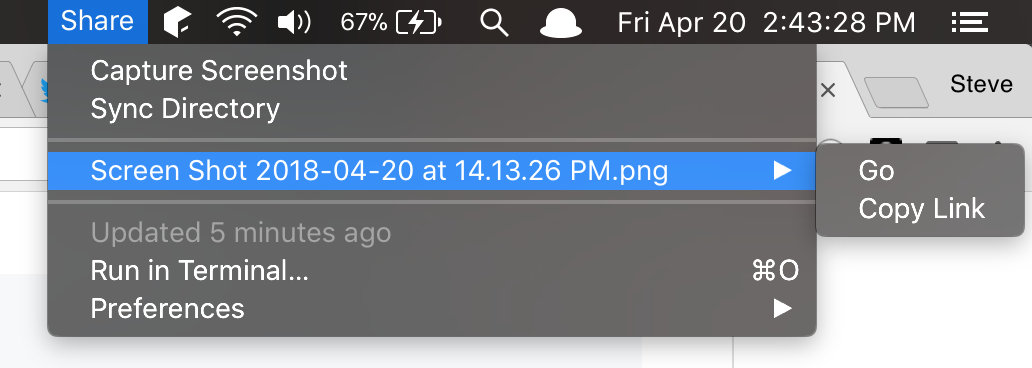 Share 67% Fri Apr 20 2:43:28 PM
Steve
Capture Screenshot
Sync Directory
Screen Shot 2018-04-20 at 14.13.26 PM.png
Go
Copy Link
Updated 5 minutes ago
Run in Terminal... ⌘O
Preferences